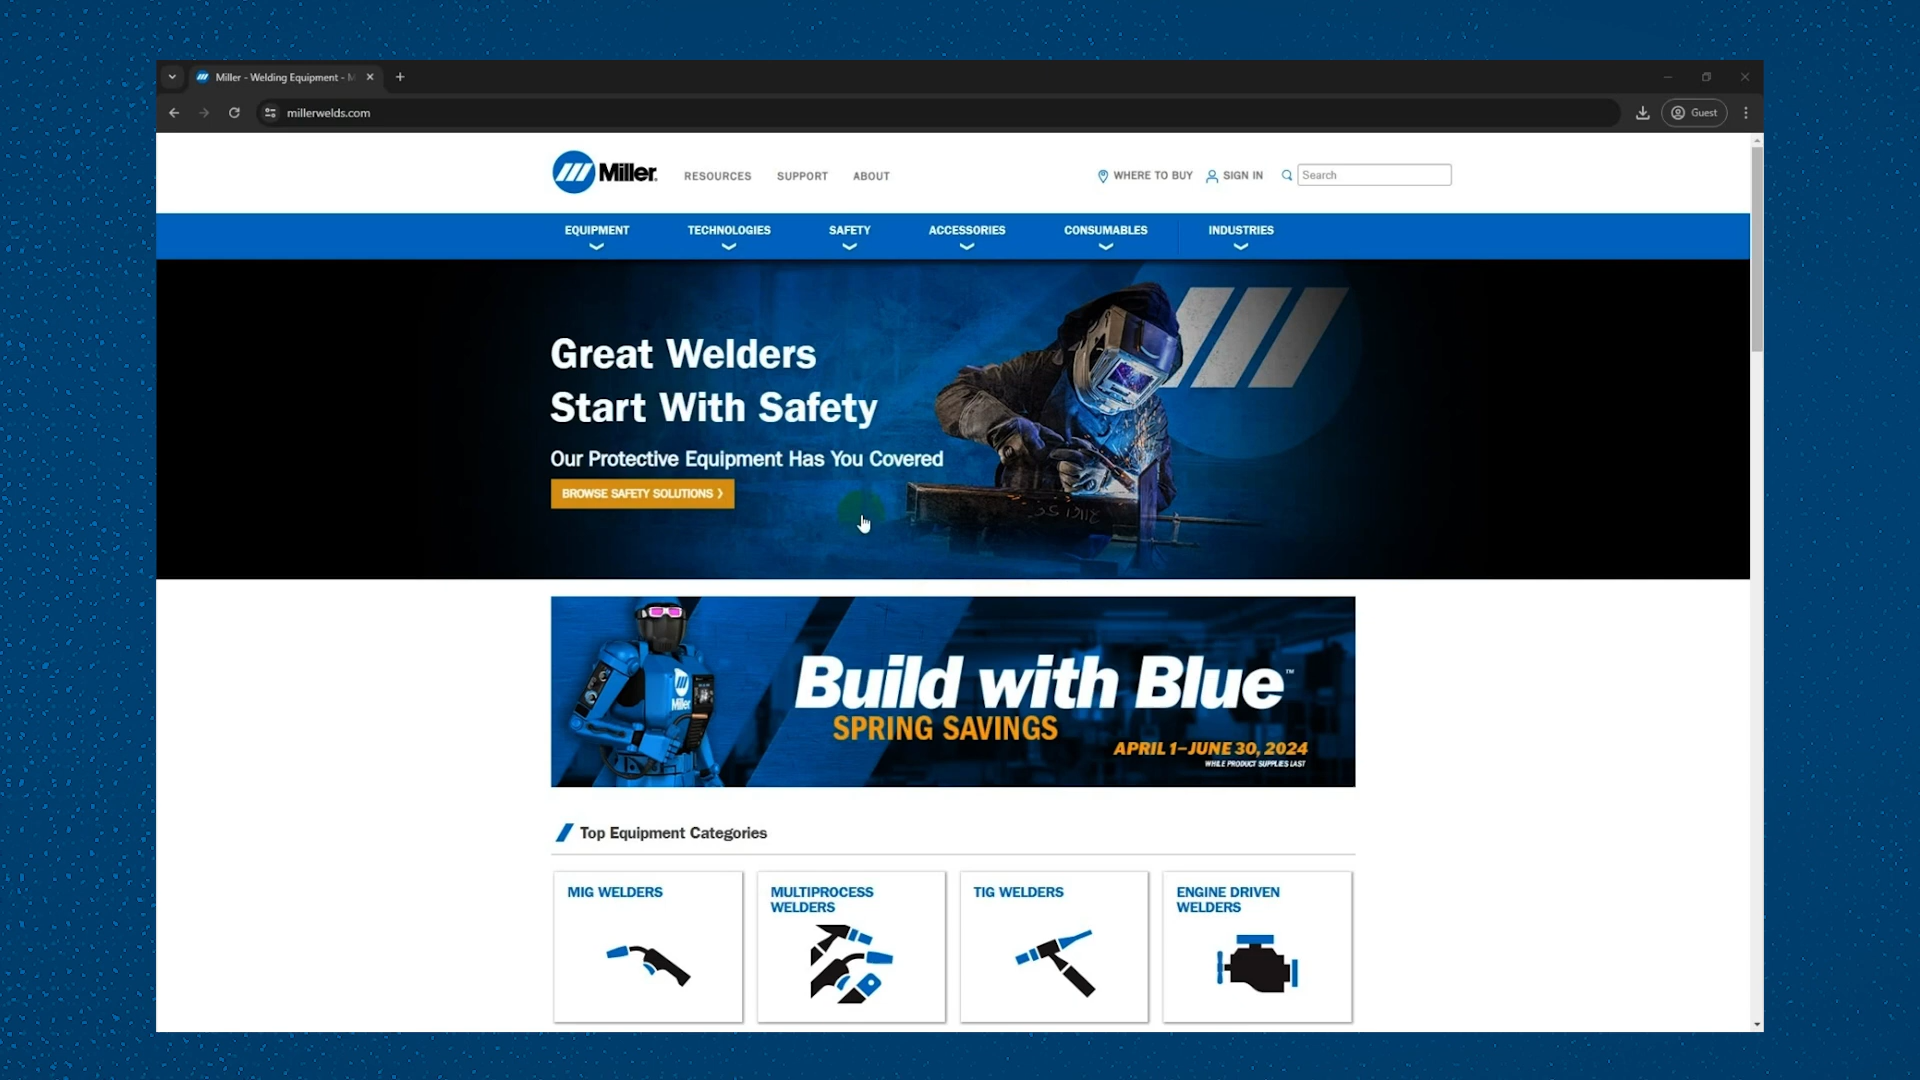 Miller - Welding Equipment - M
millerwelds.com
Guest
Miller
RESOURCES
SUPPORT
ABOUT
WHERE TO BUY
SIGN IN
Search
EQUIPMENT
TECHNOLOGIES
SAFETY
ACCESSORIES
CONSUMABLES
INDUSTRIES
Great Welders
Start With Safety
Our Protective Equipment Has You Covered
BROWSE SAFETY SOLUTIONS
Miller
Build with Blue™
SPRING SAVINGS
APRIL 1–JUNE 30, 2024
WHILE PRODUCT SUPPLIES LAST
Top Equipment Categories
MIG WELDERS
MULTIPROCESS
WELDERS
TIG WELDERS
ENGINE DRIVEN
WELDERS